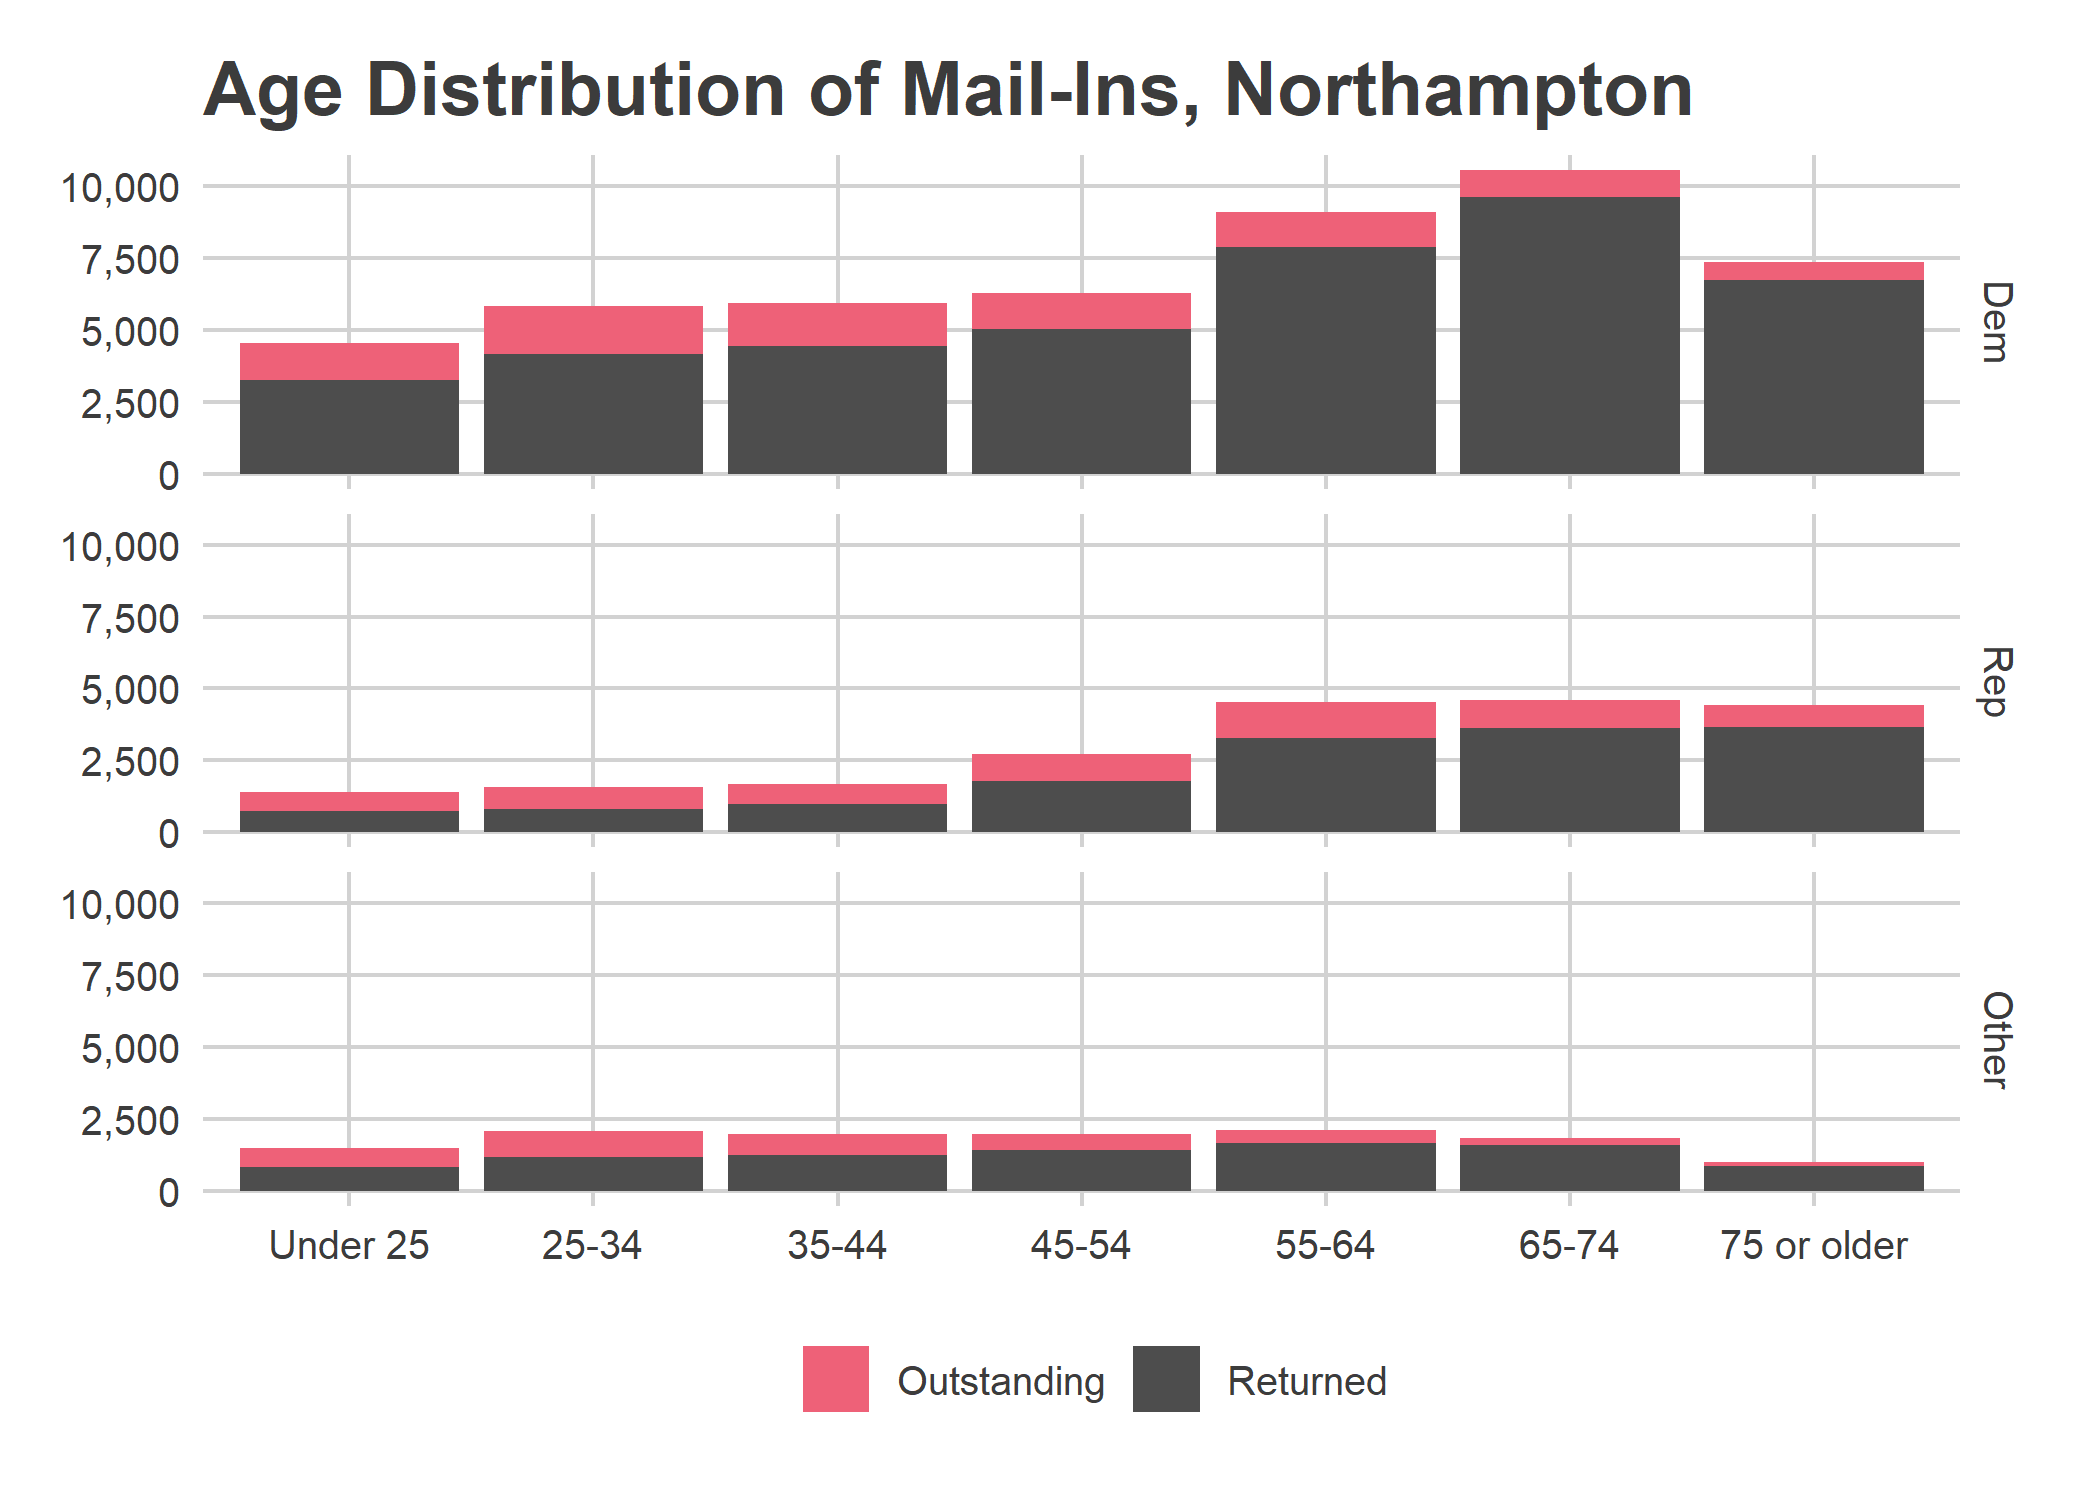 Age Distribution of Mail-Ins, Northampton
10,000
7,500
5,000
2,500
0
Dem
10,000
7,500
5,000
2,500
0
Rep
10,000
7,500
5,000
2,500
0
Other
Under 25 25-34 35-44 45-54 55-64 65-74 75 or older
Outstanding Returned